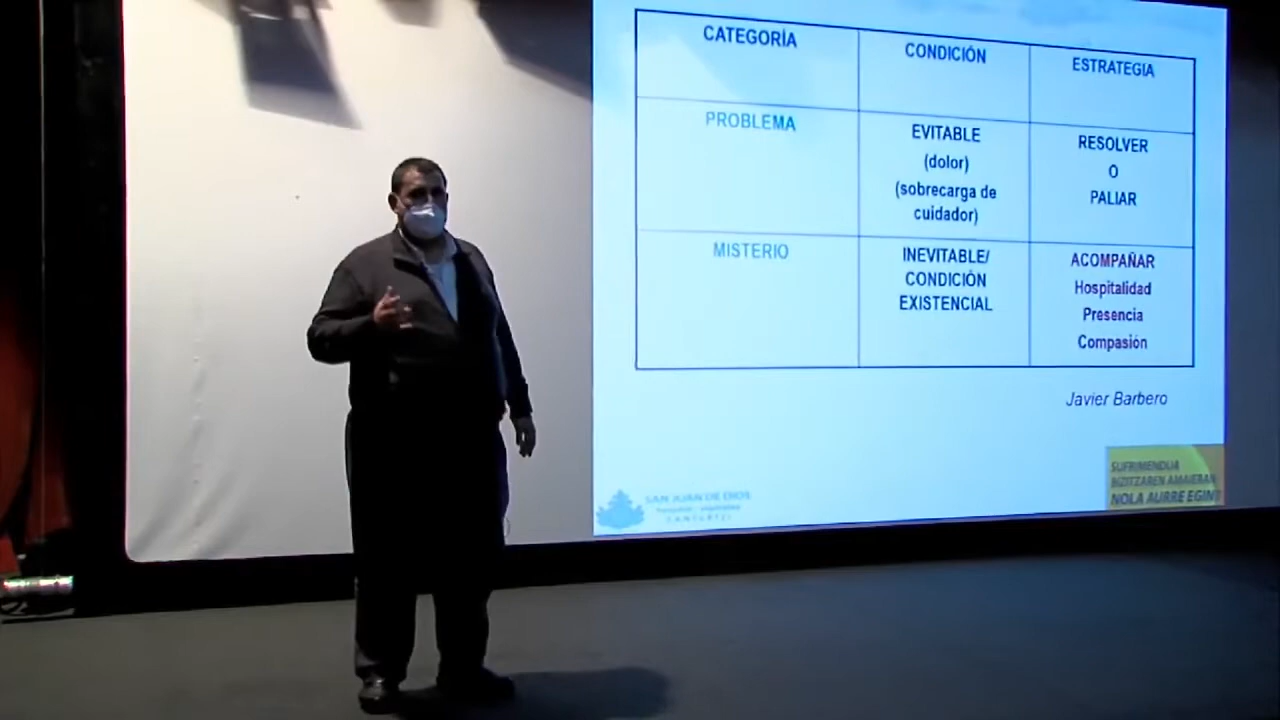 CATEGORÍA
CONDICIÓN
ESTRATEGIA
PROBLEMA
EVITABLE
(dolor)
(sobrecarga de
cuidador)
RESOLVER
O
PALIAR
MISTERIO
INEVITABLE/
CONDICIÓN
EXISTENCIAL
ACOMPAÑAR
Hospitalidad
Presencia
Compasión
Javier Barbero
SAN JUAN DE DIOS
SUFRIMENDUA
BIZITZAREN AMAIERAN
NOLA AURRE EGIN?